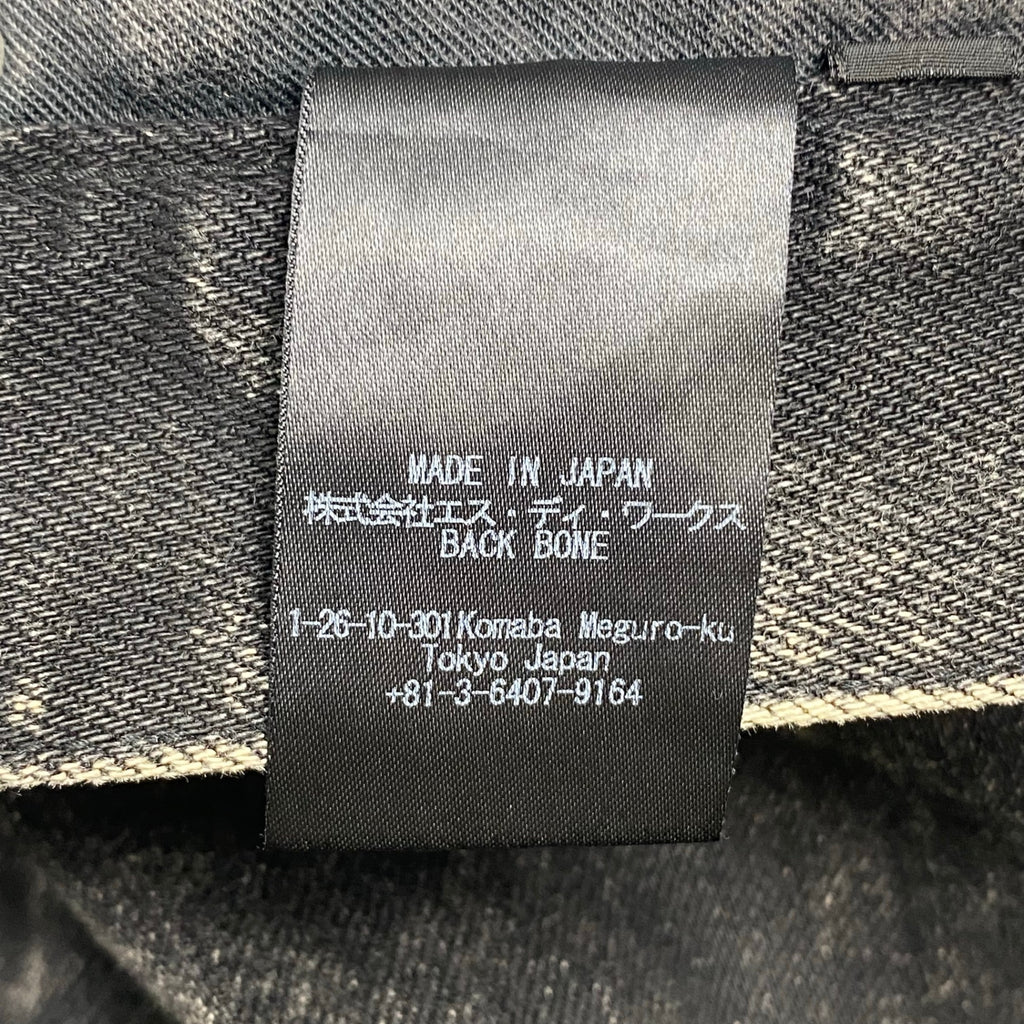 MADE IN JAPAN
株式会社エス・ディ・ワークス
BACK BONE
1-26-10-301Komaba Meguro-ku
Tokyo Japan
+81-3-6407-9164